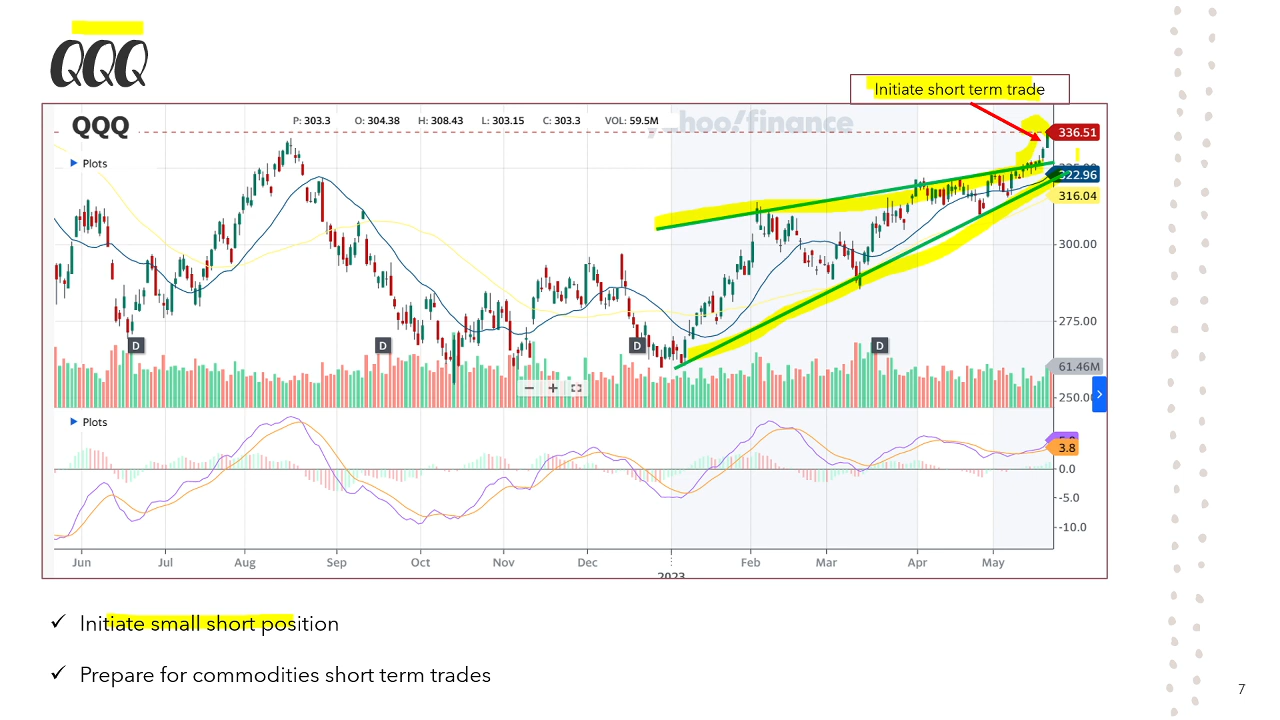 QQQ
Initiate short term trade
QQQ
P: 303.3 O: 304.38 H: 308.43 L: 303.15 C: 303.3 VOL: 59.5M
hoo!finance
336.51
Plots
322.96
316.04
300.00
275.00
D D D D
61.46M
250.0
Plots
3.8
0.0
-5.0
-10.0
Jun Jul Aug Sep Oct Nov Dec Feb Mar Apr May
2023
✓ Initiate small short position
✓ Prepare for commodities short term trades
7